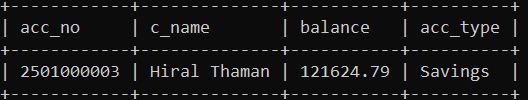 | acc_no | c_name | balance | acc_type |
| 2501000003 | Hiral Thaman | 121624.79 | Savings |